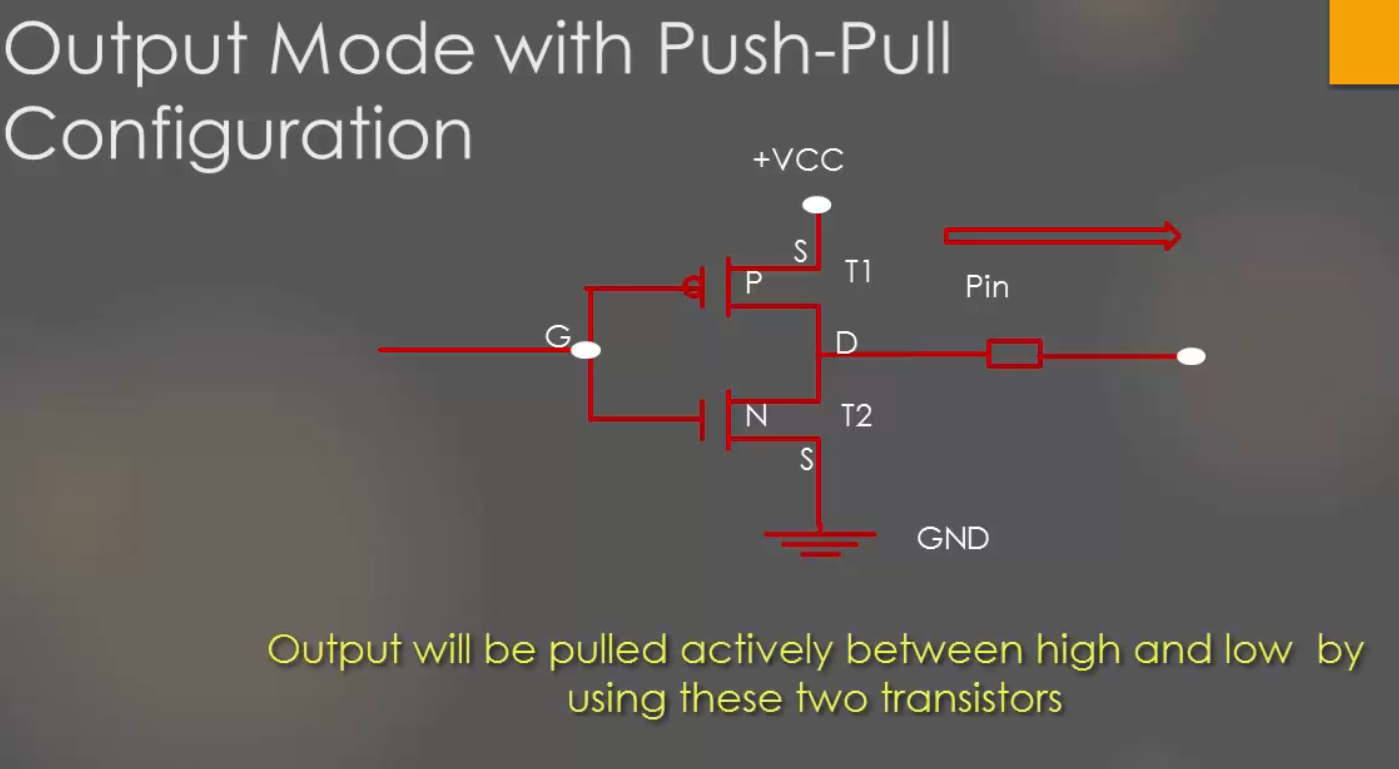 Output Mode with Push-Pull
Configuration
+VCC
S
T1
P
Pin
G
D
N
T2
S
GND
Output will be pulled actively between high and low by
using these two transistors